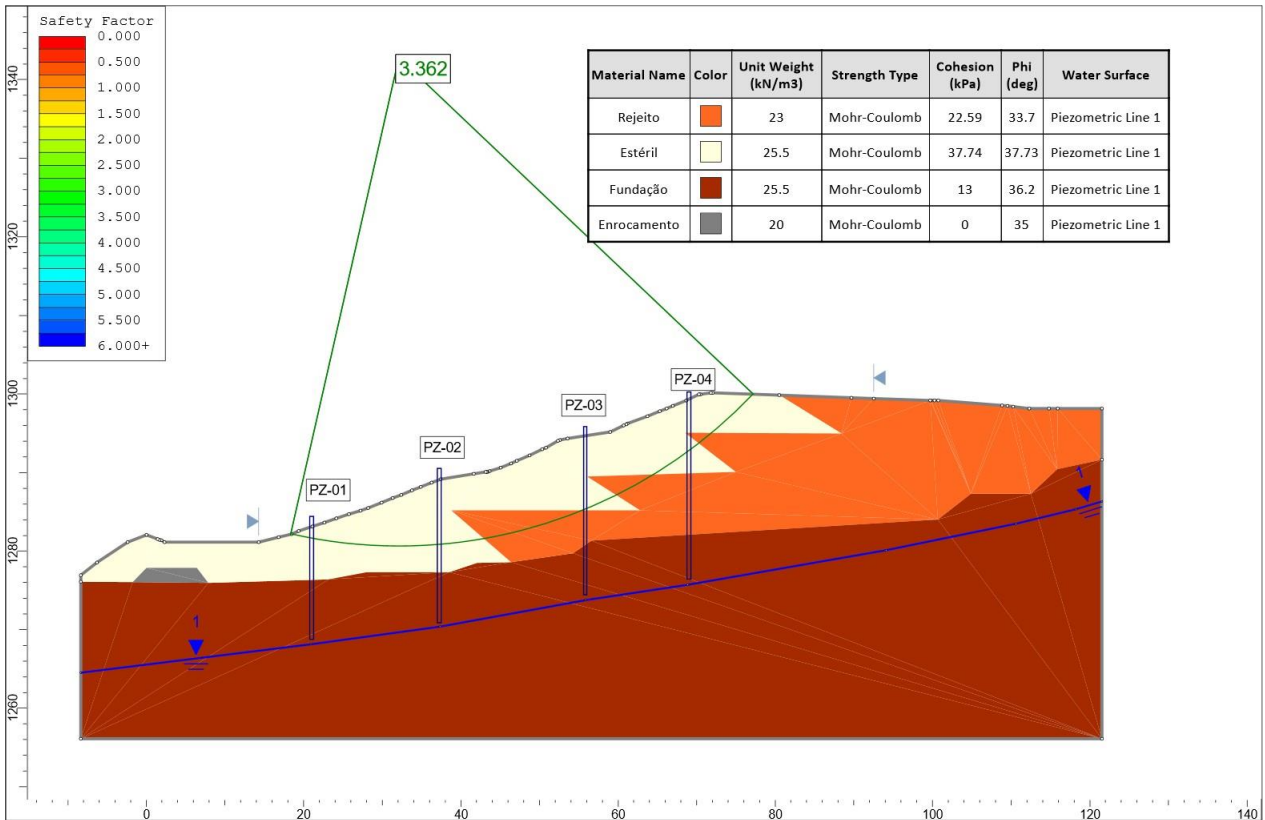 Safety Factor
0.000
0.500
1.000
1.500
2.000
2.500
3.000
3.500
4.000
4.500
5.000
5.500
6.000+
3.362
Material Name Color Unit Weight (kN/m3) Strength Type Cohesion (kPa) Phi (deg) Water Surface
Rejeito 23 Mohr-Coulomb 22.59 33.7 Piezometric Line 1
Estéril 25.5 Mohr-Coulomb 37.74 37.73 Piezometric Line 1
Fundação 25.5 Mohr-Coulomb 13 36.2 Piezometric Line 1
Enrocamento 20 Mohr-Coulomb 0 35 Piezometric Line 1
1340
1320
1300
1280
1260
PZ-04
PZ-03
PZ-02
PZ-01
1
1
0 20 40 60 80 100 120 140